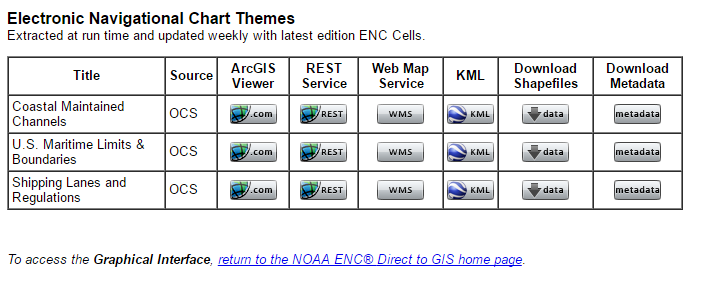 Electronic Navigational Chart Themes
Extracted at run time and updated weekly with latest edition ENC Cells.
Title Source ArcGIS Viewer REST Service Web Map Service KML Download Shapefiles Download Metadata
Coastal Maintained Channels OCS .com REST WMS KML data metadata
U.S. Maritime Limits & Boundaries OCS .com REST WMS KML data metadata
Shipping Lanes and Regulations OCS .com REST WMS KML data metadata
To access the Graphical Interface, return to the NOAA ENC® Direct to GIS home page.